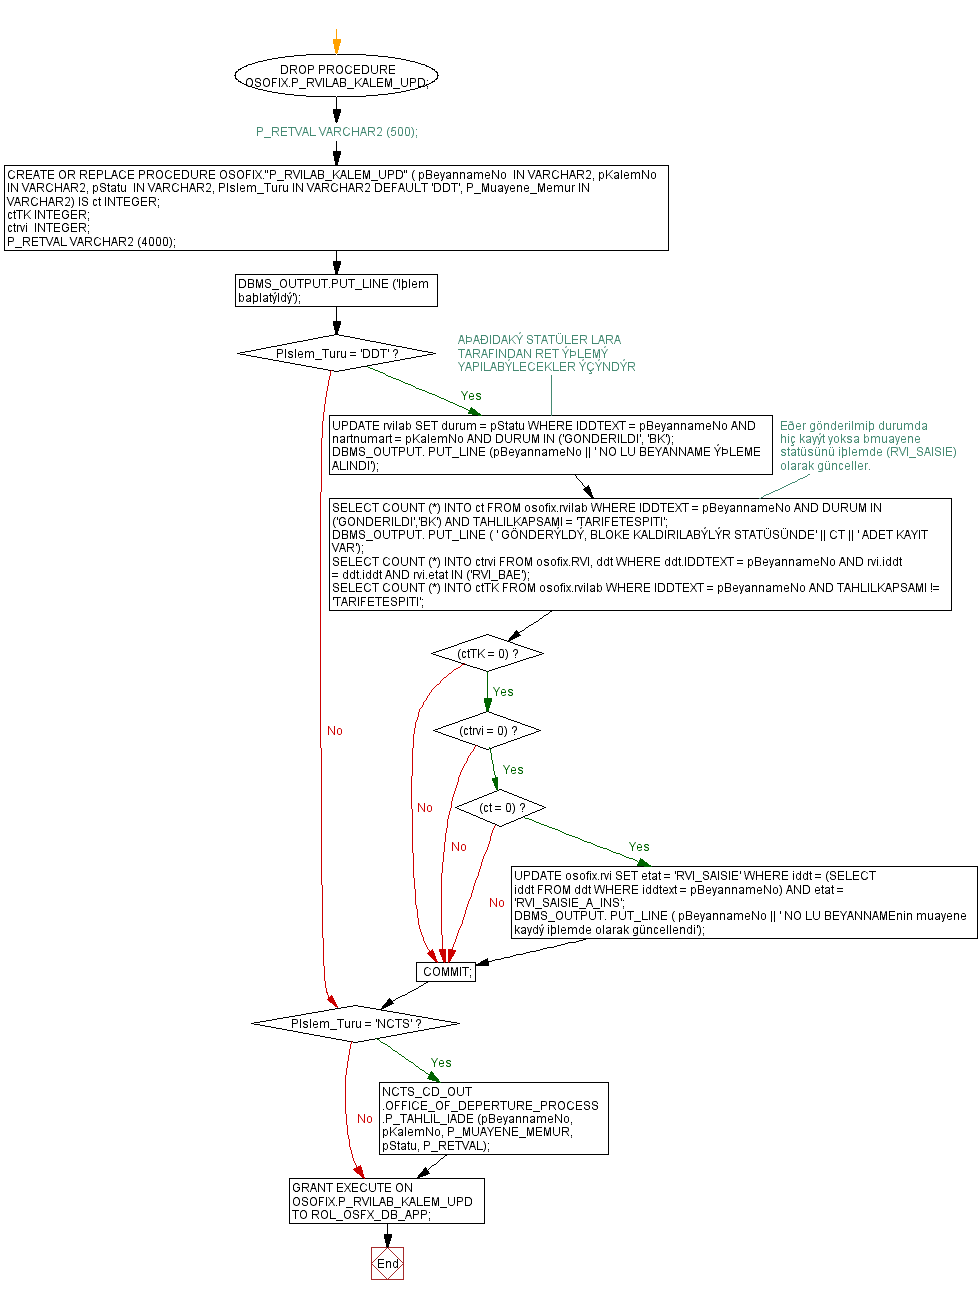 DROP PROCEDURE
OSOFIX.P_RVILAB_KALEM_UPD;
P_RETVAL VARCHAR2 (500);
CREATE OR REPLACE PROCEDURE OSOFIX."P_RVILAB_KALEM_UPD" ( pBeyannameNo  IN VARCHAR2, pKalemNo
IN VARCHAR2, pStatu  IN VARCHAR2, PIslem_Turu IN VARCHAR2 DEFAULT 'DDT', P_Muayene_Memur IN
VARCHAR2) IS ct INTEGER;
ctTK INTEGER;
ctrvi  INTEGER;
P_RETVAL VARCHAR2 (4000);
DBMS_OUTPUT.PUT_LINE ('Iþlem
baþlatýldý');
PIslem_Turu = 'DDT' ?
AÞAÐIDAKÝ STATÜLER LARA
TARAFINDAN RET ÝÞLEMÝ
YAPILABÝLECEKLER ÝÇÝNDÝR
Yes
UPDATE rvilab SET durum = pStatu WHERE IDDTEXT = pBeyannameNo AND
nartnumart = pKalemNo AND DURUM IN ('GONDERILDI', 'BK');
DBMS_OUTPUT. PUT_LINE (pBeyannameNo || ' NO LU BEYANNAME ÝÞLEME
ALINDI');
Eðer gönderilmiþ durumda
hiç kayýt yoksa bmuayene
statüsünü iþlemde (RVI_SAISIE)
olarak günceller.
SELECT COUNT (*) INTO ct FROM osofix.rvilab WHERE IDDTEXT = pBeyannameNo AND DURUM IN
('GONDERILDI','BK') AND TAHLILKAPSAMI = 'TARIFETESPITI';
DBMS_OUTPUT. PUT_LINE ( ' GÖNDERÝLDÝ, BLOKE KALDIRILABÝLÝR STATÜSÜNDE' || CT || ' ADET KAYIT
VAR');
SELECT COUNT (*) INTO ctrvi FROM osofix.RVI, ddt WHERE ddt.IDDTEXT = pBeyannameNo AND rvi.iddt
= ddt.iddt AND rvi.etat IN ('RVI_BAE');
SELECT COUNT (*) INTO ctTK FROM osofix.rvilab WHERE IDDTEXT = pBeyannameNo AND TAHLILKAPSAMI !=
'TARIFETESPITI';
(ctTK = 0) ?
Yes
(ctrvi = 0) ?
No
Yes
(ct = 0) ?
No
No
Yes
UPDATE osofix.rvi SET etat = 'RVI_SAISIE' WHERE iddt = (SELECT
iddt FROM ddt WHERE iddtext = pBeyannameNo) AND etat =
'RVI_SAISIE_A_INS';
DBMS_OUTPUT. PUT_LINE ( pBeyannameNo || ' NO LU BEYANNAMEnin muayene
kaydý iþlemde olarak güncellendi');
No
COMMIT;
PIslem_Turu = 'NCTS' ?
Yes
NCTS_CD_OUT
.OFFICE_OF_DEPERTURE_PROCESS
.P_TAHLIL_IADE (pBeyannameNo,
pKalemNo, P_MUAYENE_MEMUR,
pStatu, P_RETVAL);
No
GRANT EXECUTE ON
OSOFIX.P_RVILAB_KALEM_UPD
TO ROL_OSFX_DB_APP;
End